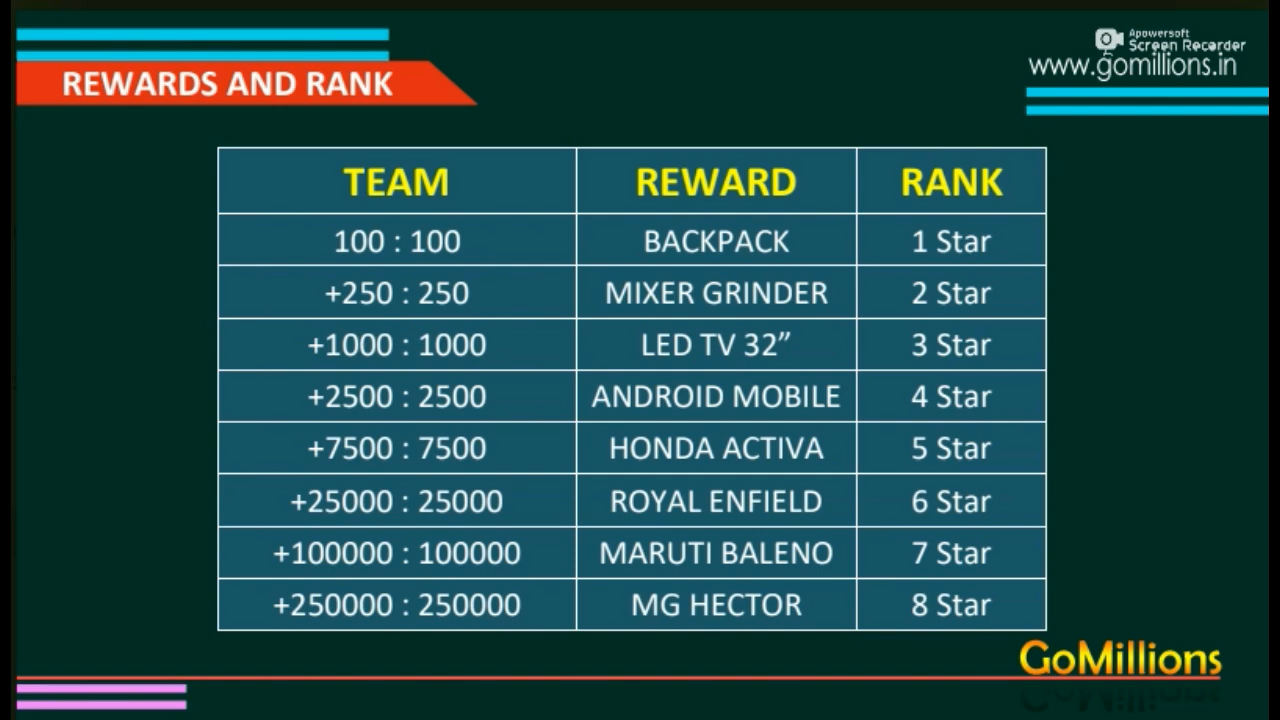 Apowersoft
Screen Recorder
www.gomillions.in
REWARDS AND RANK
TEAM REWARD RANK
100 : 100 BACKPACK 1 Star
+250 : 250 MIXER GRINDER 2 Star
+1000 : 1000 LED TV 32” 3 Star
+2500 : 2500 ANDROID MOBILE 4 Star
+7500 : 7500 HONDA ACTIVA 5 Star
+25000 : 25000 ROYAL ENFIELD 6 Star
+100000 : 100000 MARUTI BALENO 7 Star
+250000 : 250000 MG HECTOR 8 Star
GoMillions